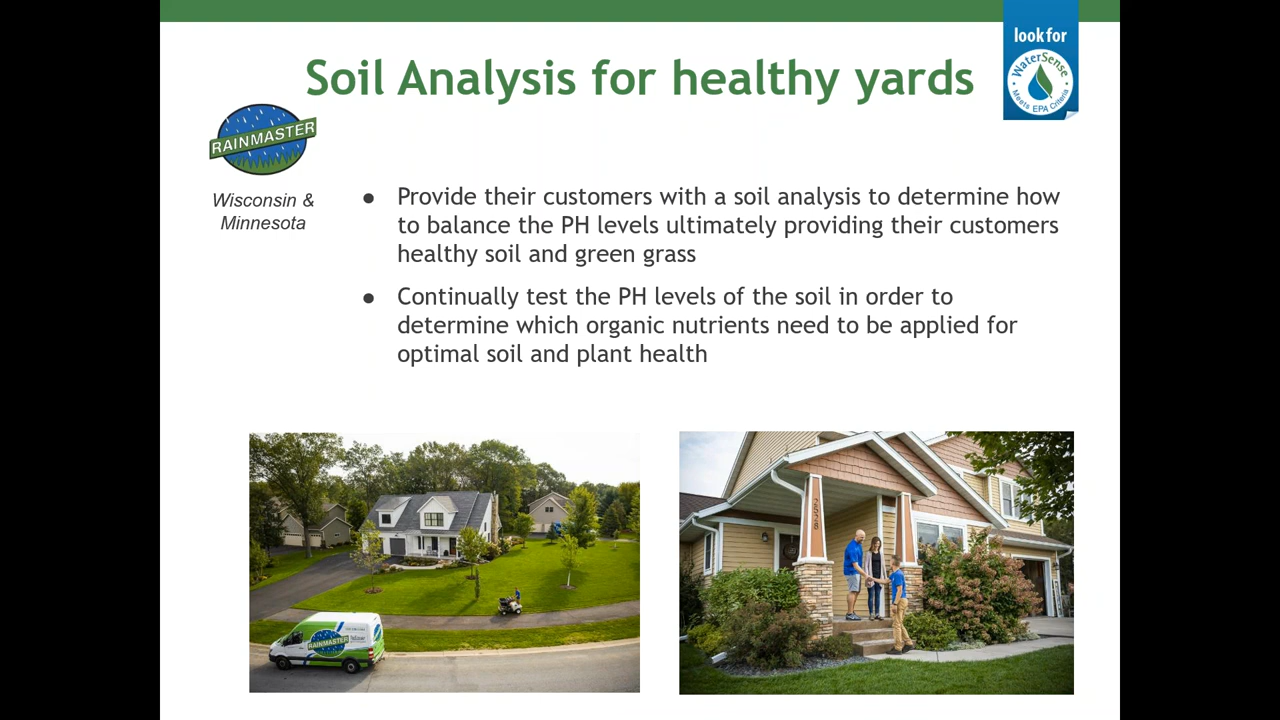 look for
WaterSense
Meets EPA Criteria
Soil Analysis for healthy yards
RAINMASTER
Wisconsin &
Minnesota
● Provide their customers with a soil analysis to determine how
to balance the PH levels ultimately providing their customers
healthy soil and green grass
● Continually test the PH levels of the soil in order to
determine which organic nutrients need to be applied for
optimal soil and plant health
RAINMASTER
2528